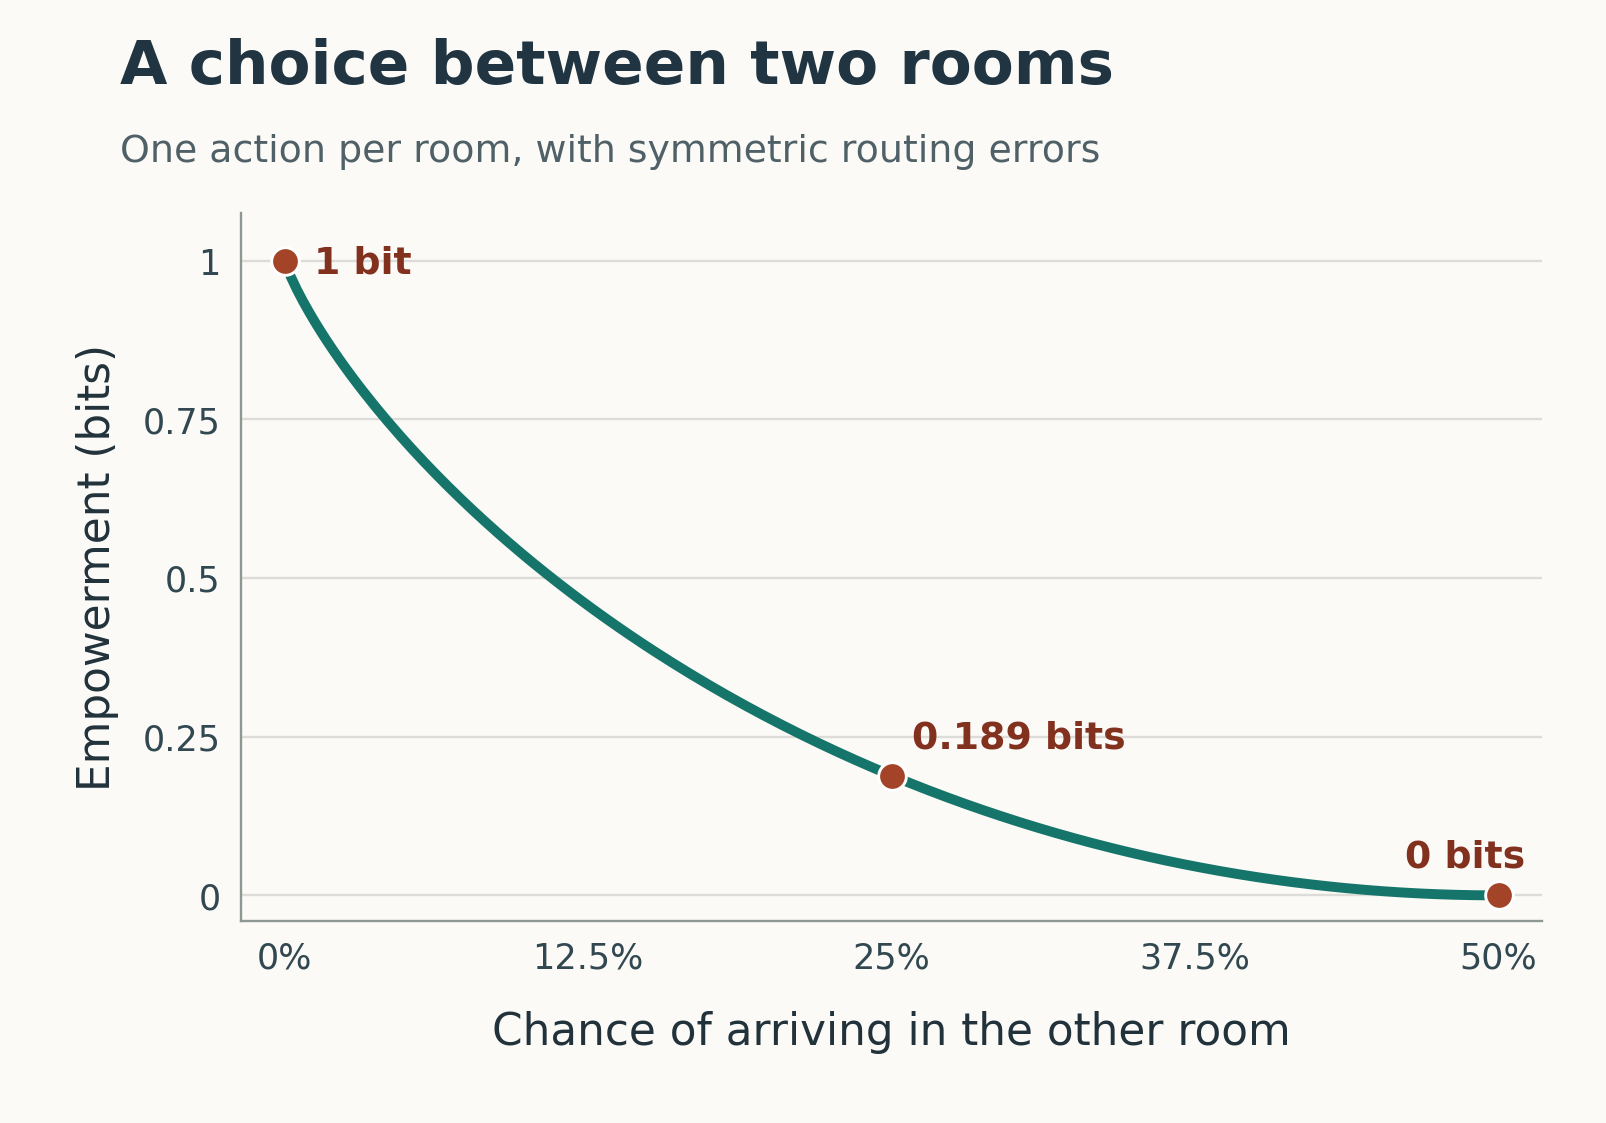 A choice between two rooms
One action per room, with symmetric routing errors
Empowerment (bits)
1
0.75
0.5
0.25
0
1 bit
0.189 bits
0 bits
0%
12.5%
25%
37.5%
50%
Chance of arriving in the other room